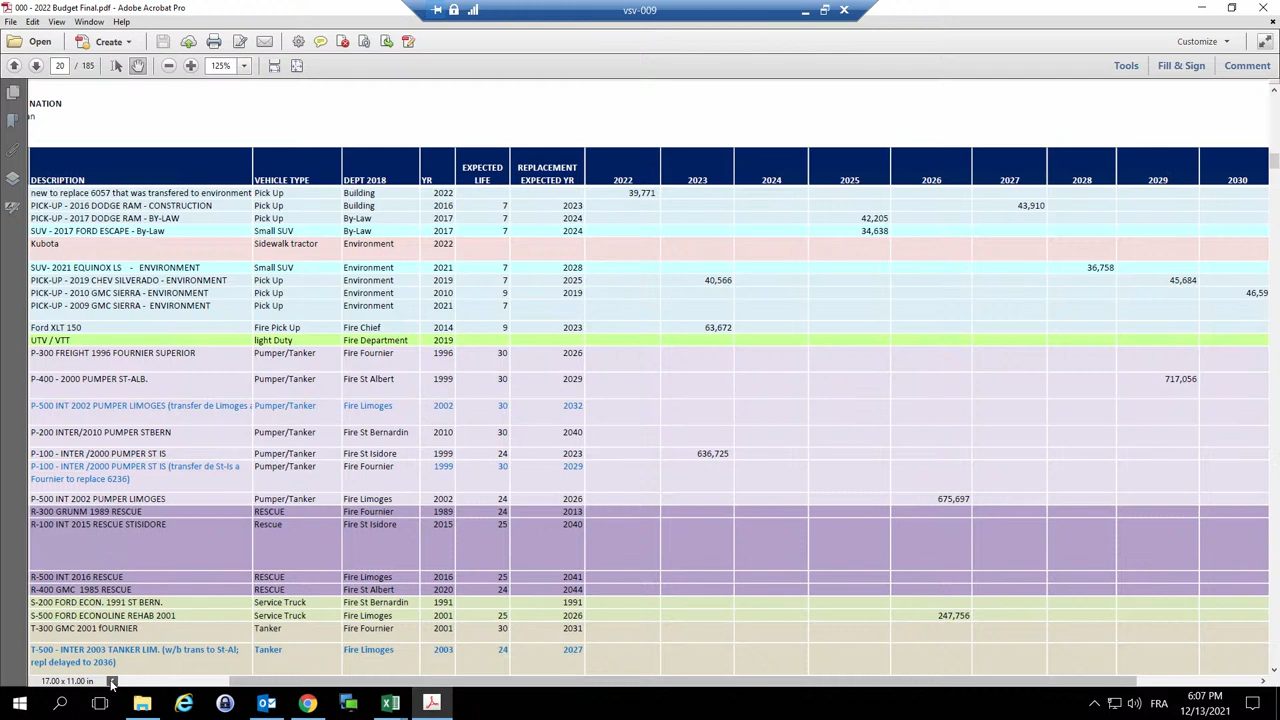 000 - 2022 Budget Final.pdf - Adobe Acrobat Pro
vsv-009
File Edit View Window Help
Open Create Customize
20 / 185 125% Tools Fill & Sign Comment
NATION
an
DESCRIPTION VEHICLE TYPE DEPT 2018 YR EXPECTED LIFE REPLACEMENT EXPECTED YR 2022 2023 2024 2025 2026 2027 2028 2029 2030
new to replace 6057 that was transfered to environment Pick Up Building 2022 39,771
PICK-UP - 2016 DODGE RAM - CONSTRUCTION Pick Up Building 2016 7 2023 43,910
PICK-UP - 2017 DODGE RAM - BY-LAW Pick Up By-Law 2017 7 2024 42,205
SUV - 2017 FORD ESCAPE - By-Law Small SUV By-Law 2017 7 2024 34,638
Kubota Sidewalk tractor Environment 2022
SUV- 2021 EQUINOX LS - ENVIRONMENT Small SUV Environment 2021 7 2028 36,758
PICK-UP - 2019 CHEV SILVERADO - ENVIRONMENT Pick Up Environment 2019 7 2025 40,566 45,684
PICK-UP - 2010 GMC SIERRA - ENVIRONMENT Pick Up Environment 2010 9 2019 46,59
PICK-UP - 2009 GMC SIERRA - ENVIRONMENT Pick Up Environment 2021 7
Ford XLT 150 Fire Pick Up Fire Chief 2014 9 2023 63,672
UTV / VTT light Duty Fire Department 2019
P-300 FREIGHT 1996 FOURNIER SUPERIOR Pumper/Tanker Fire Fournier 1996 30 2026
P-400 - 2000 PUMPER ST-ALB. Pumper/Tanker Fire St Albert 1999 30 2029 717,056
P-500 INT 2002 PUMPER LIMOGES (transfer de Limoges a Pumper/Tanker Fire Limoges 2002 30 2032
P-200 INTER/2010 PUMPER STBERN Pumper/Tanker Fire St Bernardin 2010 30 2040
P-100 - INTER /2000 PUMPER ST IS Pumper/Tanker Fire St Isidore 1999 24 2023 636,725
P-100 - INTER /2000 PUMPER ST IS (transfer de St-Is a Pumper/Tanker Fire Fournier 1999 30 2029
Fournier to replace 6236)
P-500 INT 2002 PUMPER LIMOGES Pumper/Tanker Fire Limoges 2002 24 2026 675,697
R-300 GRUNM 1989 RESCUE RESCUE Fire Fournier 1989 24 2013
R-100 INT 2015 RESCUE STISIDORE Rescue Fire St Isidore 2015 25 2040
R-500 INT 2016 RESCUE RESCUE Fire Limoges 2016 25 2041
R-400 GMC 1985 RESCUE RESCUE Fire St Albert 2020 24 2044
S-200 FORD ECON. 1991 ST BERN. Service Truck Fire St Bernardin 1991 1991
S-500 FORD ECONOLINE REHAB 2001 Service Truck Fire Limoges 2001 25 2026 247,756
T-300 GMC 2001 fOURNIER Tanker Fire Fournier 2001 30 2031
T-500 - INTER 2003 TANKER LIM. (w/b trans to St-Al; Tanker Fire Limoges 2003 24 2027
repl delayed to 2036)
17.00 x 11.00 in
FR 6:07 PM
12/13/2021